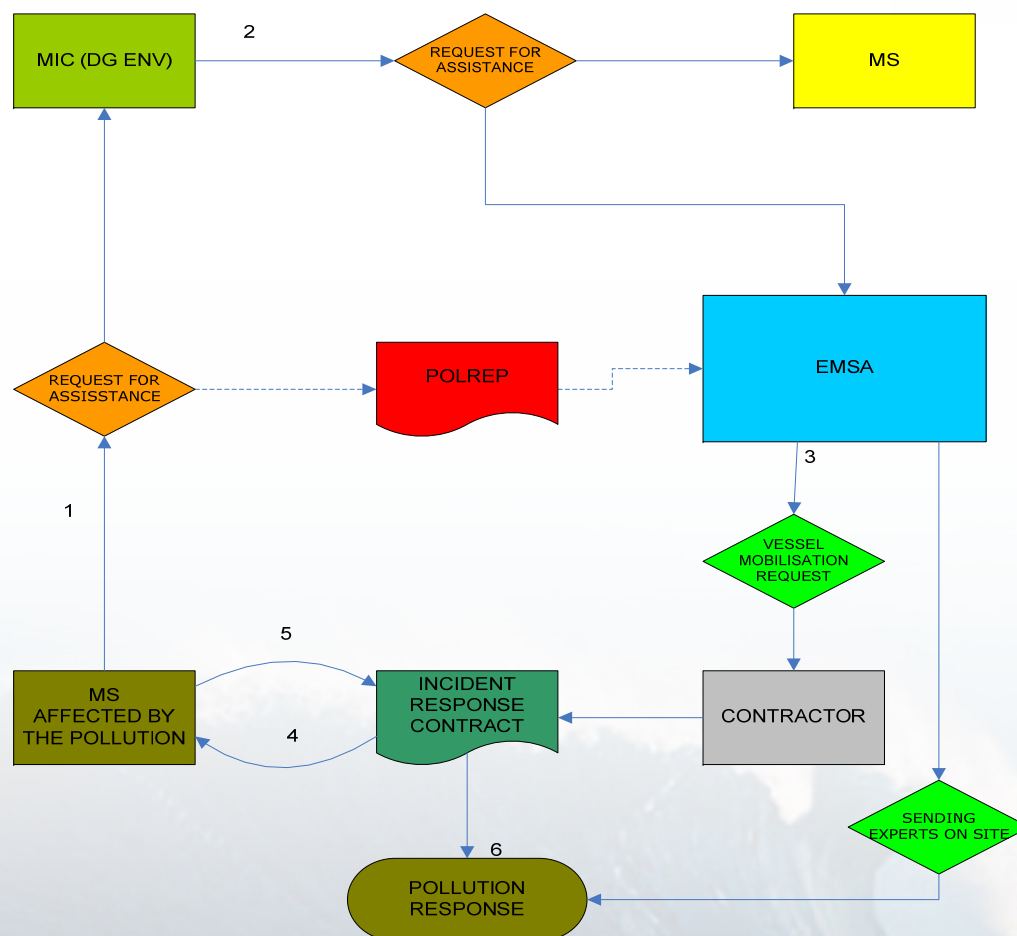 2
MIC (DG ENV)
REQUEST FOR
ASSISTANCE
MS
REQUEST FOR
ASSISSTANCE
POLREP
EMSA
3
1
VESSEL
MOBILISATION
REQUEST
5
MS
AFFECTED BY
THE POLLUTION
INCIDENT
RESPONSE
CONTRACT
CONTRACTOR
4
SENDING
EXPERTS ON SITE
6
POLLUTION
RESPONSE